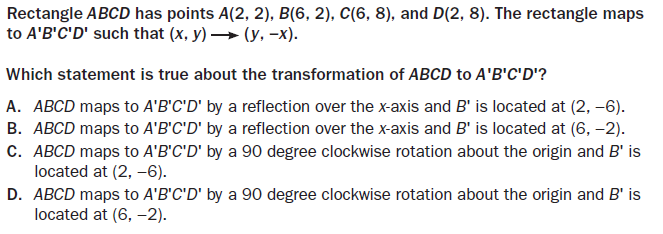 Rectangle ABCD has points A(2, 2), B(6, 2), C(6, 8), and D(2, 8). The rectangle maps
to A'B'C'D' such that (x, y) ⟶ (y, –x).
Which statement is true about the transformation of ABCD to A'B'C'D'?
A. ABCD maps to A'B'C'D' by a reflection over the x-axis and B' is located at (2, –6).
B. ABCD maps to A'B'C'D' by a reflection over the x-axis and B' is located at (6, –2).
C. ABCD maps to A'B'C'D' by a 90 degree clockwise rotation about the origin and B' is
located at (2, –6).
D. ABCD maps to A'B'C'D' by a 90 degree clockwise rotation about the origin and B' is
located at (6, –2).